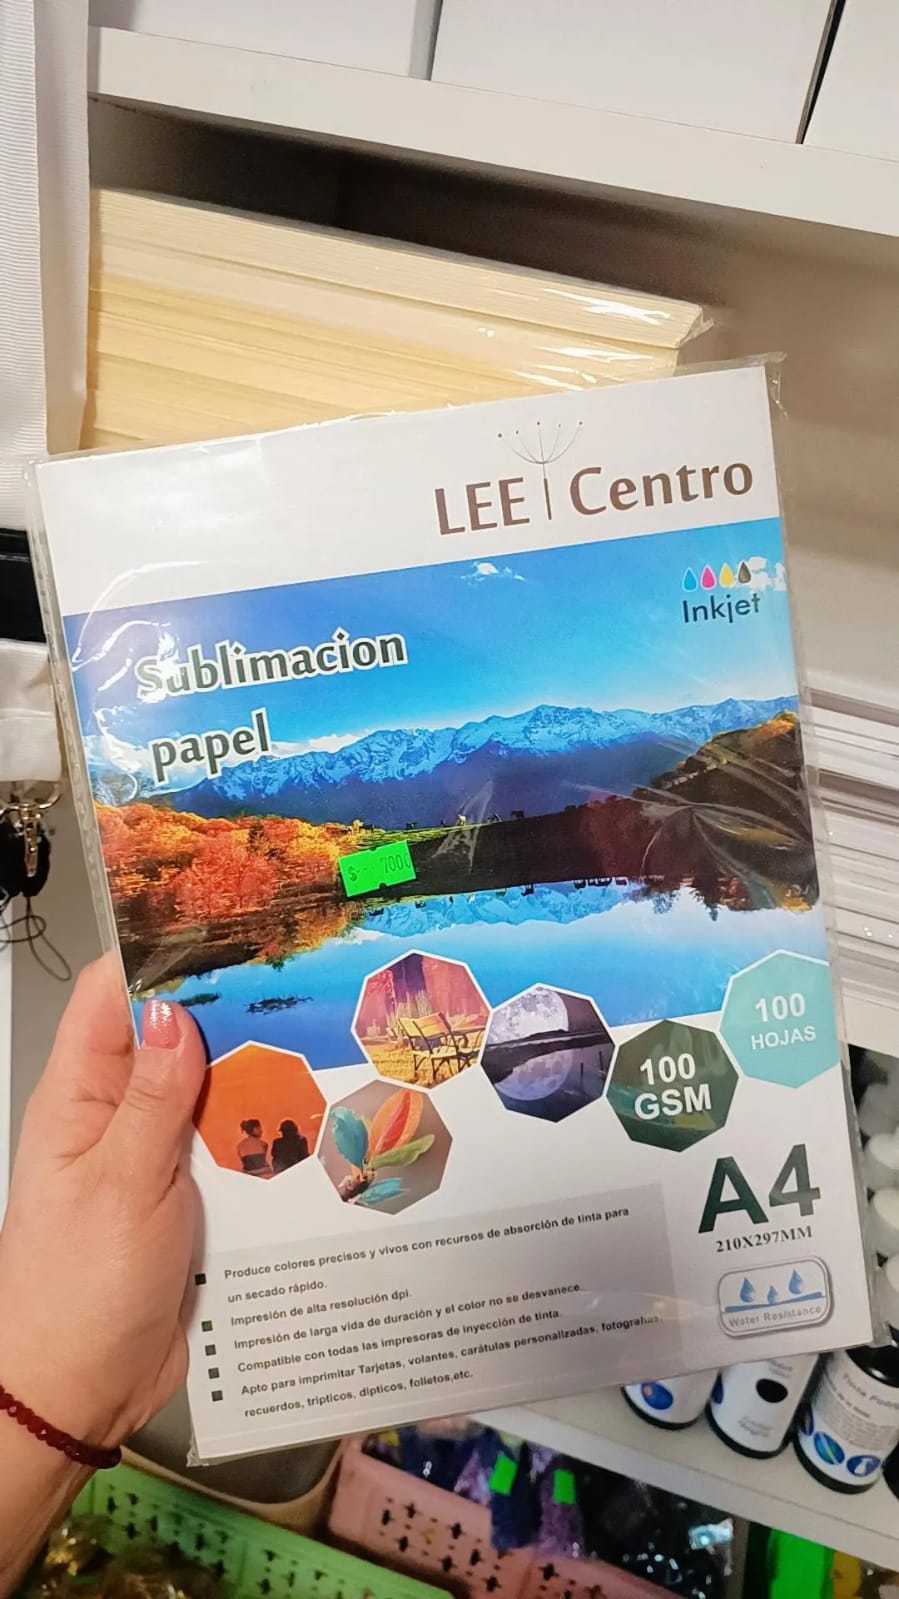 LEE Centro
Inkjet
Sublimacion
papel
$ 7000
100
HOJAS
100
GSM
A4
210X297MM
Water Resistance
Produce colores precisos y vivos con recursos de absorción de tinta para
un secado rápido.
Impresión de alta resolución dpi.
Impresión de larga vida de duración y el color no se desvanece.
Compatible con todas las impresoras de inyección de tinta.
Apto para imprimitar Tarjetas, volantes, carátulas personalizadas, fotografias,
recuerdos, tripticos, dipticos, folletos,etc.